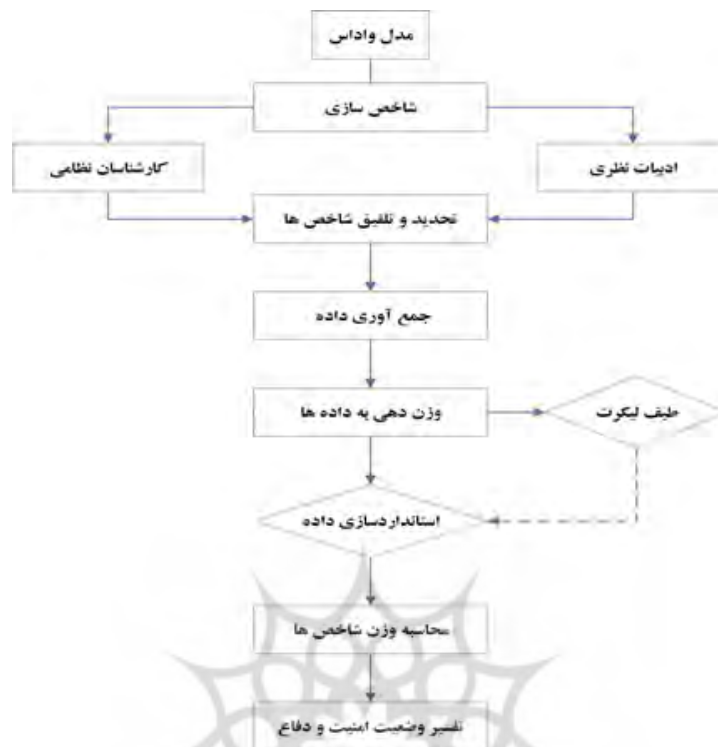 مدل واداس
شاخص سازی
ادبیات نظری
کارشناسان نظامی
تحدید و تلفیق شاخص ها
جمع آوری داده
وزن دهی به داده ها
طیف لیکرت
استانداردسازی داده
محاسبه وزن شاخص ها
تفسیر وضعیت امنیت و دفاع